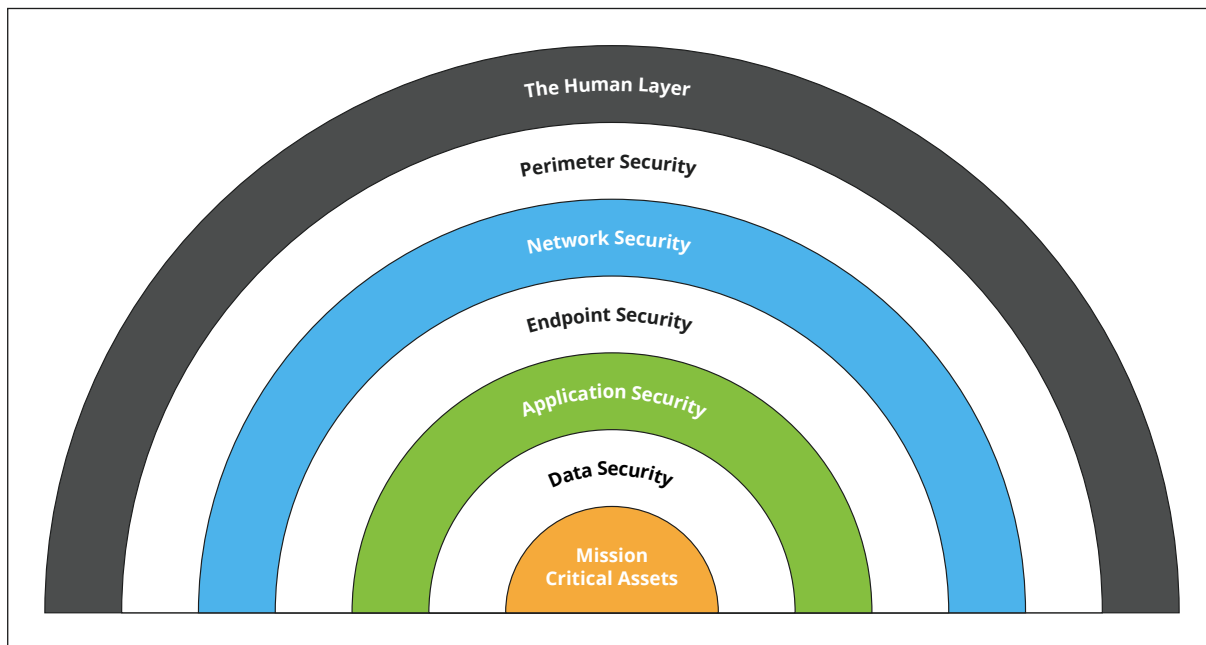 The Human Layer
Perimeter Security
Network Security
Endpoint Security
Application Security
Data Security
Mission
Critical Assets